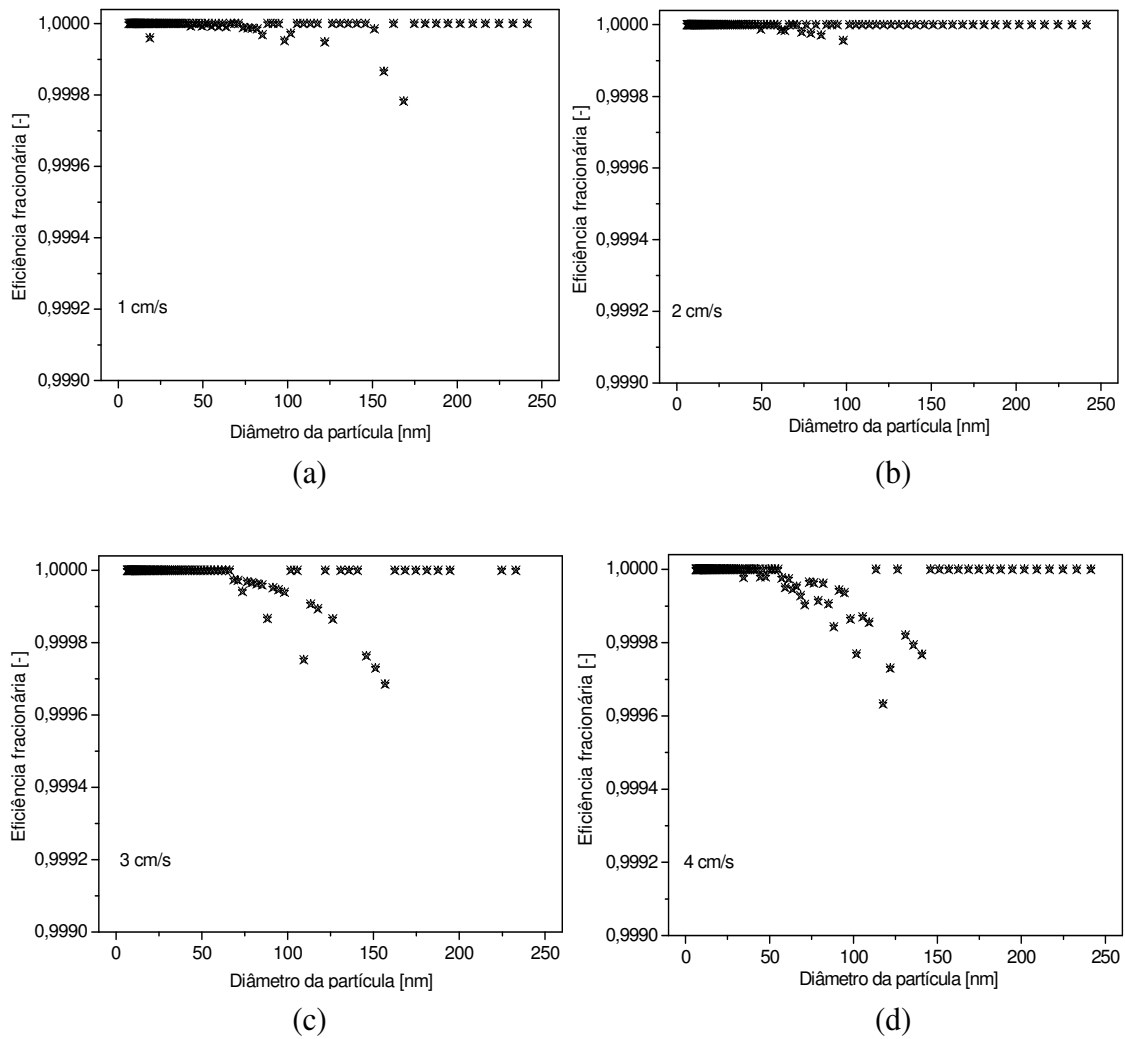 1,0000
0,9998
0,9996
0,9994
0,9992
0,9990
Eficiência fracionária [-]
1 cm/s
0 50 100 150 200 250
Diâmetro da partícula [nm]
(a)
1,0000
0,9998
0,9996
0,9994
0,9992
0,9990
Eficiência fracionária [-]
2 cm/s
0 50 100 150 200 250
Diâmetro da partícula [nm]
(b)
1,0000
0,9998
0,9996
0,9994
0,9992
0,9990
Eficiência fracionária [-]
3 cm/s
0 50 100 150 200 250
Diâmetro da partícula [nm]
(c)
1,0000
0,9998
0,9996
0,9994
0,9992
0,9990
Eficiência fracionária [-]
4 cm/s
0 50 100 150 200 250
Diâmetro da partícula [nm]
(d)